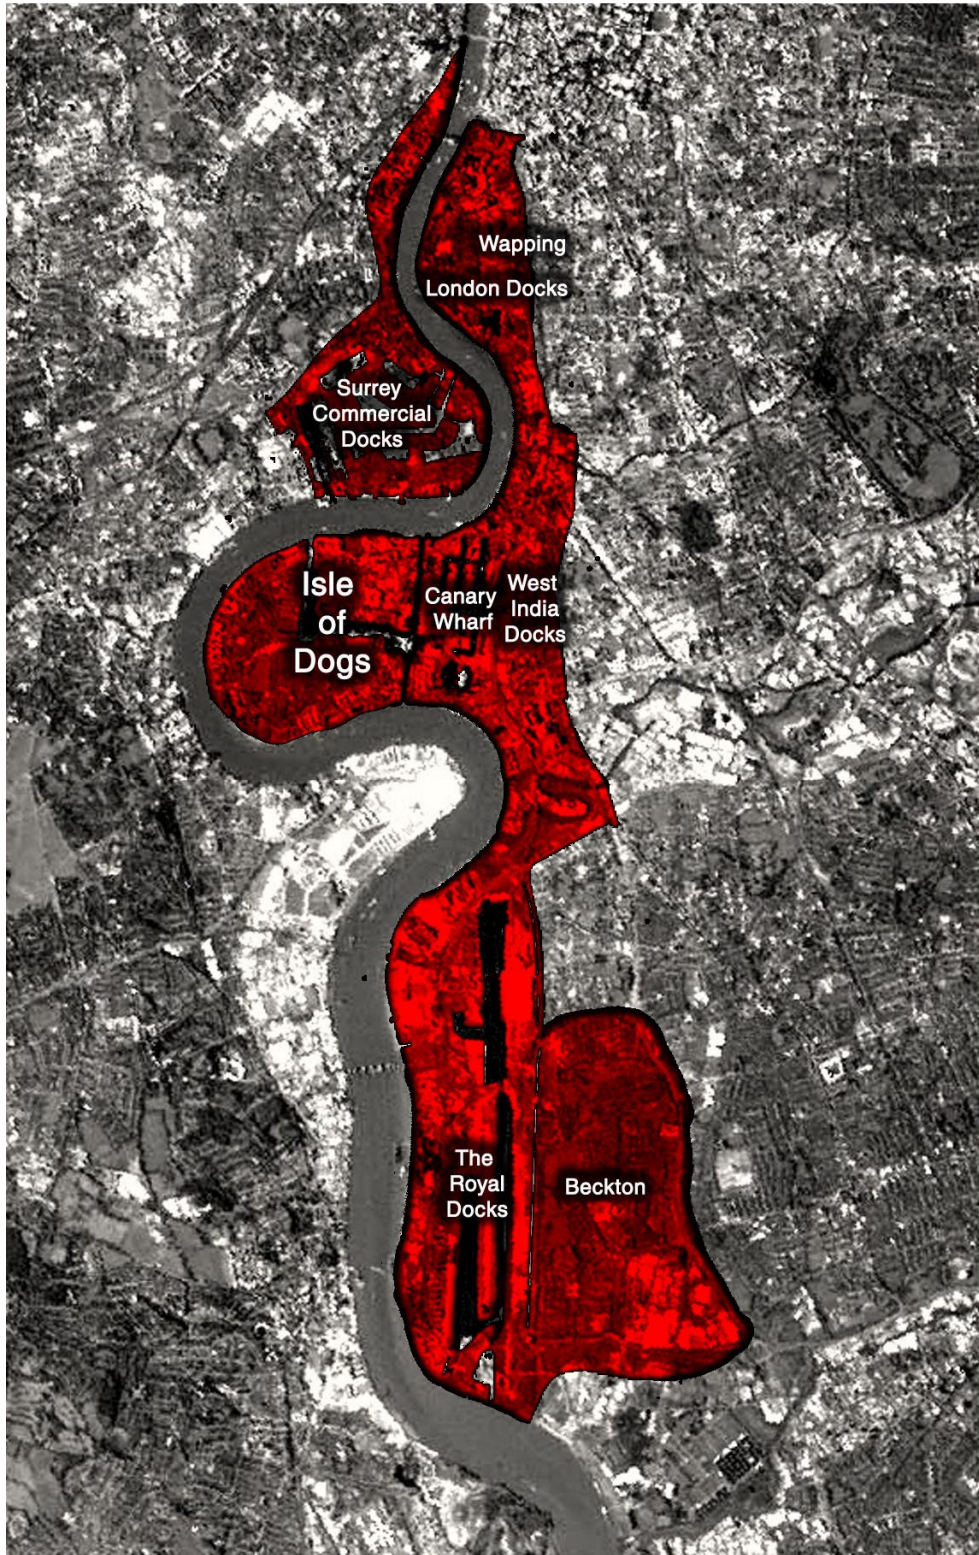 Wapping
London Docks
Surrey
Commercial
Docks
Isle
of
Dogs
Canary
Wharf
West
India
Docks
The
Royal
Docks
Beckton